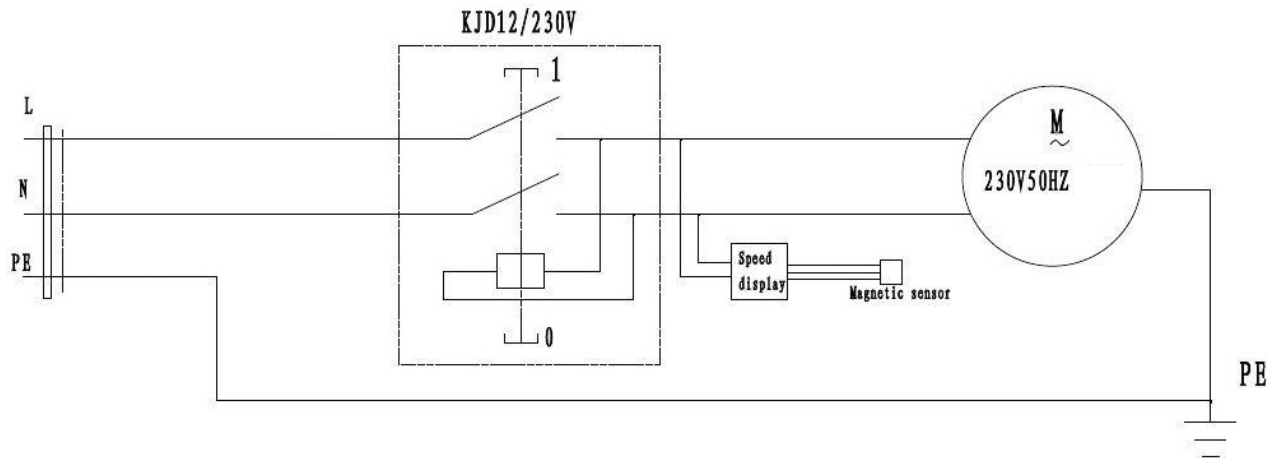 KJD12/230V
1
L
N
PE
M
~
230V50HZ
Speed
display
Magnetic sensor
0
PE